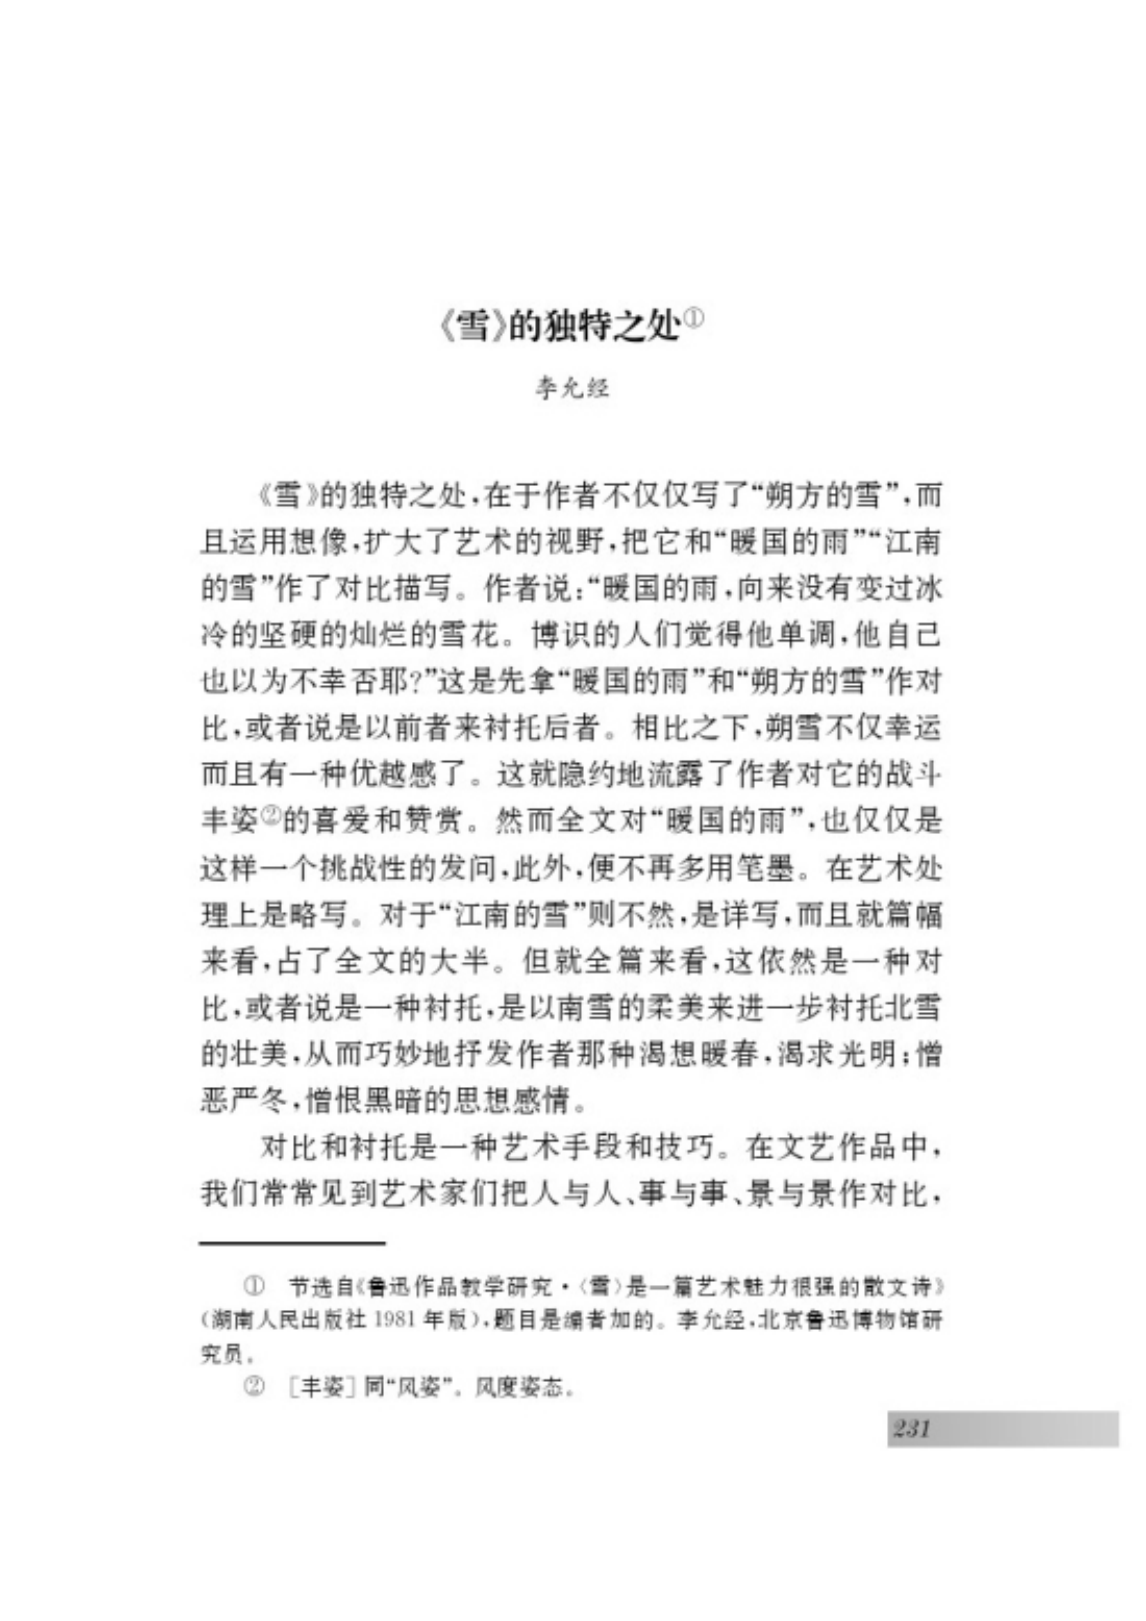 《雪》的独特之处①
李允经
《雪》的独特之处,在于作者不仅仅写了“朔方的雪”,而
且运用想像,扩大了艺术的视野,把它和“暖国的雨”“江南
的雪”作了对比描写。作者说:“暖国的雨,向来没有变过冰
冷的坚硬的灿烂的雪花。博识的人们觉得他单调,他自己
也以为不幸否耶?”这是先拿“暖国的雨”和“朔方的雪”作对
比,或者说是以前者来衬托后者。相比之下,朔雪不仅幸运
而且有一种优越感了。这就隐约地流露了作者对它的战斗
丰姿②的喜爱和赞赏。然而全文对“暖国的雨”,也仅仅是
这样一个挑战性的发问,此外,便不再多用笔墨。在艺术处
理上是略写。对于“江南的雪”则不然,是详写,而且就篇幅
来看,占了全文的大半。但就全篇来看,这依然是一种对
比,或者说是一种衬托,是以南雪的柔美来进一步衬托北雪
的壮美,从而巧妙地抒发作者那种渴想暖春,渴求光明;憎
恶严冬,憎恨黑暗的思想感情。
对比和衬托是一种艺术手段和技巧。在文艺作品中,
我们常常见到艺术家们把人与人、事与事、景与景作对比,
① 节选自《鲁迅作品教学研究·〈雪〉是一篇艺术魅力很强的散文诗》
(湖南人民出版社 1981 年版),题目是编者加的。李允经,北京鲁迅博物馆研
究员。
② [丰姿] 同“风姿”。风度姿态。
231